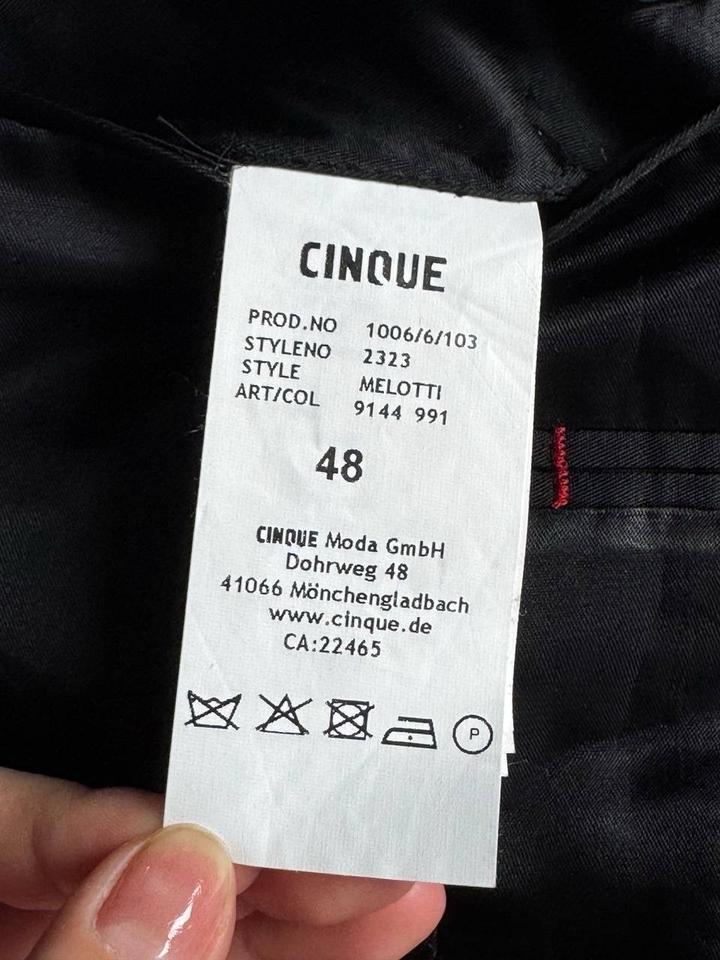 CINQUE
PROD.NO 1006/6/103
STYLENO 2323
STYLE MELOTTI
ART/COL 9144 991
48
CINQUE Moda GmbH
Dohrweg 48
41066 Mönchengladbach
www.cinque.de
CA:22465
P